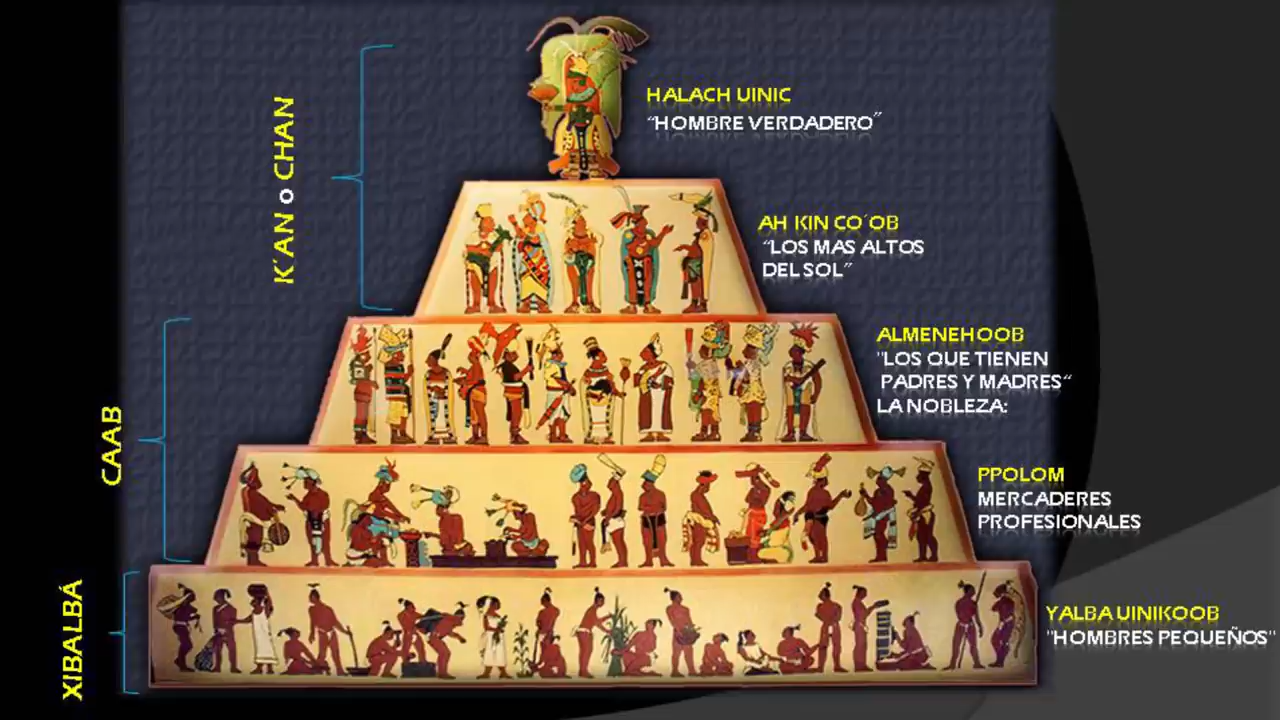 K´AN o CHAN
HALACH UINIC
“HOMBRE VERDADERO”
AH KIN CO´OB
“LOS MAS ALTOS
DEL SOL”
CAAB
ALMENEHOOB
“LOS QUE TIENEN
PADRES Y MADRES“
LA NOBLEZA:
PPOLOM
MERCADERES
PROFESIONALES
XIBALBÁ
YALBA UINIKOOB
“HOMBRES PEQUEÑOS”